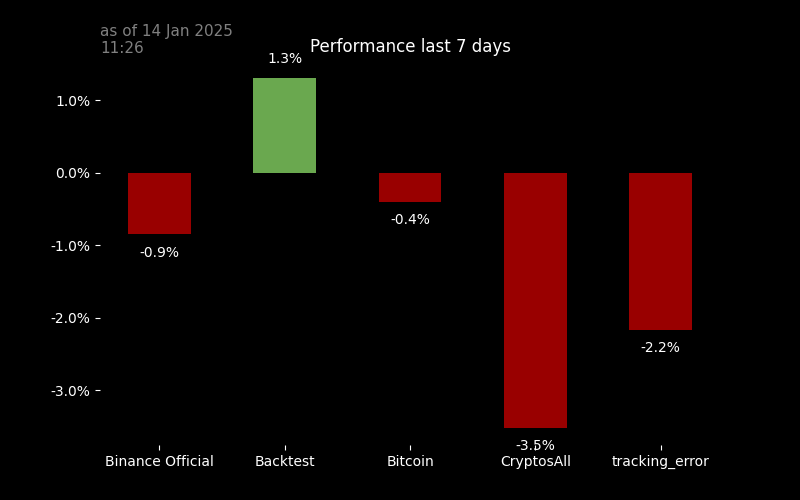 as of 14 Jan 2025
11:26
Performance last 7 days
1.3%
1.0%
0.0%
-1.0%
-2.0%
-3.0%
-0.9%
-0.4%
-3.5%
-2.2%
Binance Official
Backtest
Bitcoin
CryptosAll
tracking_error